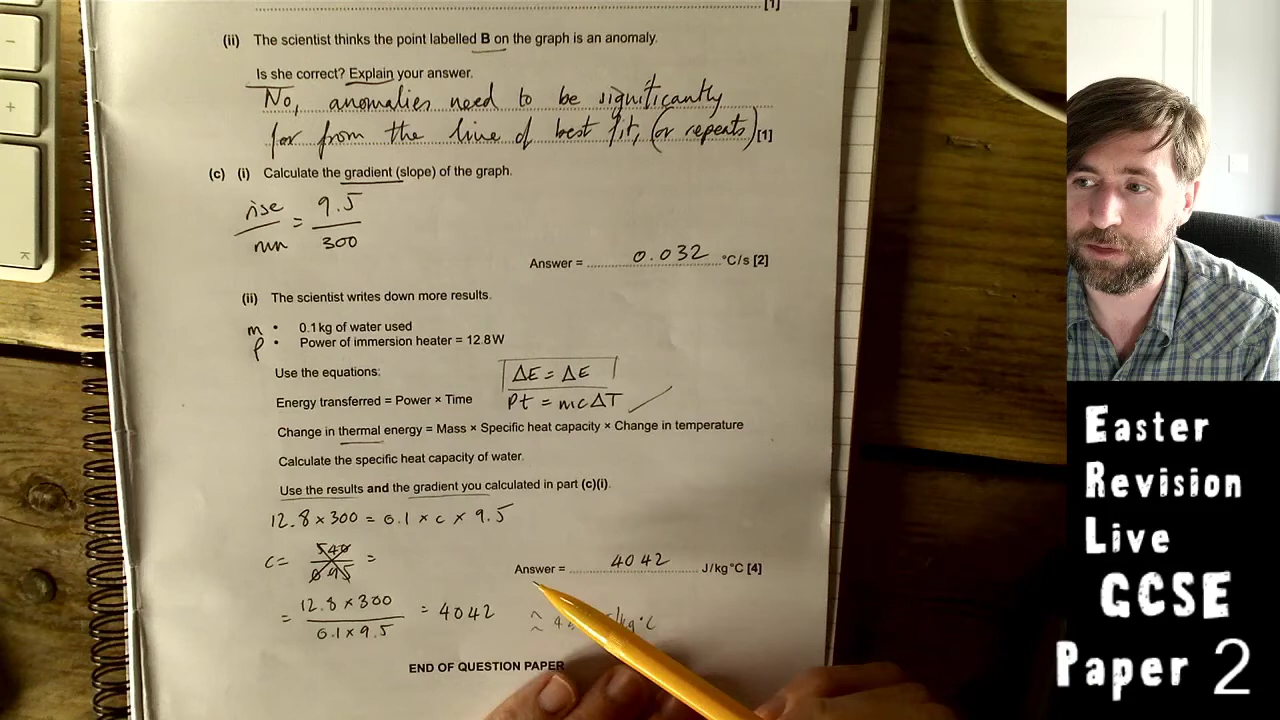 [1]
(ii) The scientist thinks the point labelled B on the graph is an anomaly.
Is she correct? Explain your answer.
No, anomalies need to be significantly
far from the line of best fit, (or repeats) [1]
(c) (i) Calculate the gradient (slope) of the graph.
rise/run = 9.5/300
Answer = 0.032 °C/s [2]
(ii) The scientist writes down more results.
m • 0.1 kg of water used
P • Power of immersion heater = 12.8 W
Use the equations:
ΔE = ΔE
Energy transferred = Power × Time
Pt = mcΔT
Change in thermal energy = Mass × Specific heat capacity × Change in temperature
Calculate the specific heat capacity of water.
Use the results and the gradient you calculated in part (c)(i).
12.8 × 300 = 0.1 × c × 9.5
c = 540/0.95 =
Answer = 4042 J/kg °C [4]
= 12.8 × 300/0.1 × 9.5 = 4042
END OF QUESTION PAPER
Easter
Revision
Live
GCSE
Paper 2